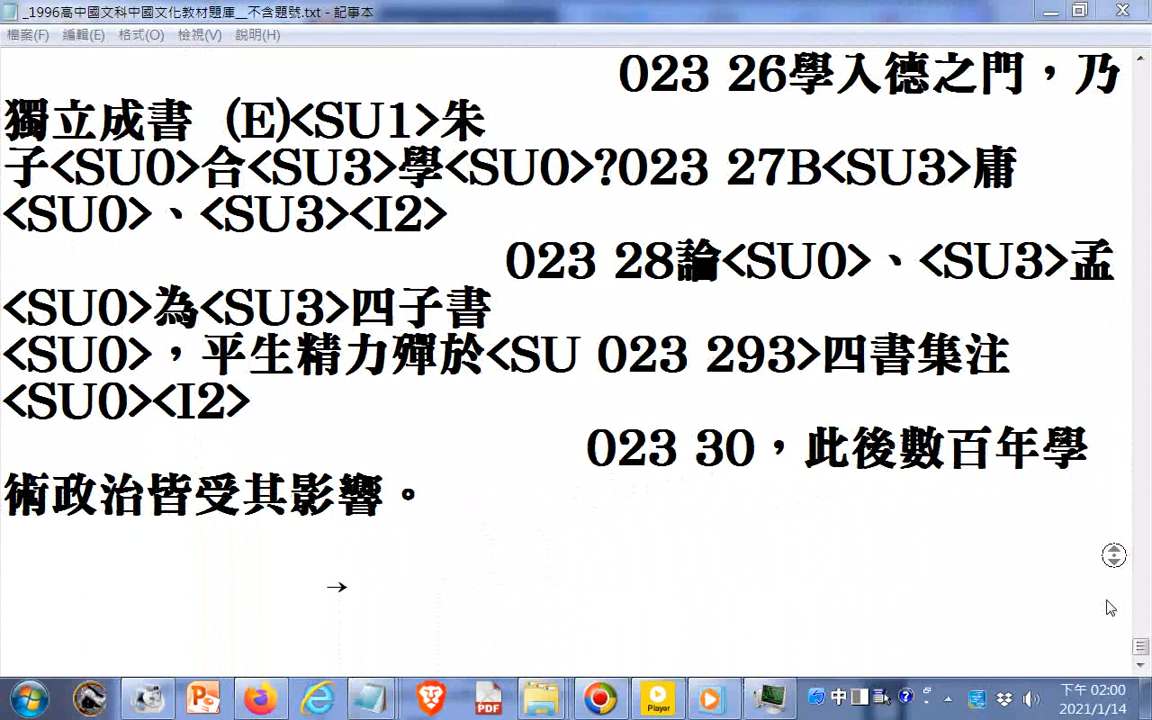 _1996高中國文科中國文化教材題庫__不含題號.txt - 記事本
檔案(F) 編輯(E) 格式(O) 檢視(V) 說明(H)
023 26學入德之門，乃
獨立成書 (E)<SU1>朱
子<SU0>合<SU3>學<SU0>?023 27B<SU3>庸
<SU0>、<SU3><I2>
023 28論<SU0>、<SU3>孟
<SU0>為<SU3>四子書
<SU0>，平生精力殫於<SU 023 293>四書集注
<SU0><I2>
023 30，此後數百年學
術政治皆受其影響。
→
PDF
Player
中
下午 02:00
2021/1/14